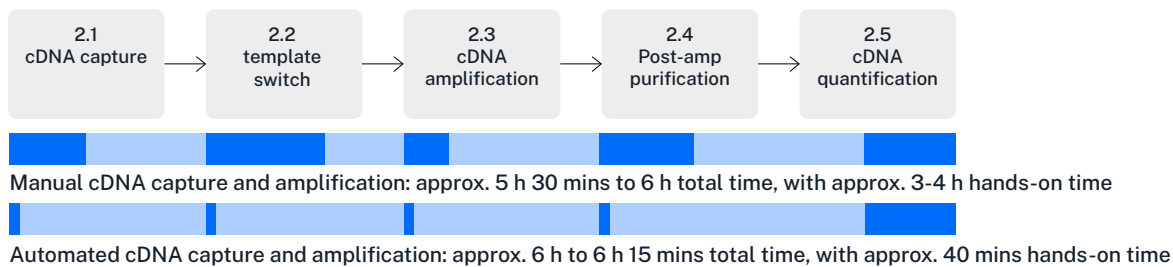 2.1
cDNA capture
2.2
template
switch
2.3
cDNA
amplification
2.4
Post-amp
purification
2.5
cDNA
quantification
Manual cDNA capture and amplification: approx. 5 h 30 mins to 6 h total time, with approx. 3-4 h hands-on time
Automated cDNA capture and amplification: approx. 6 h to 6 h 15 mins total time, with approx. 40 mins hands-on time